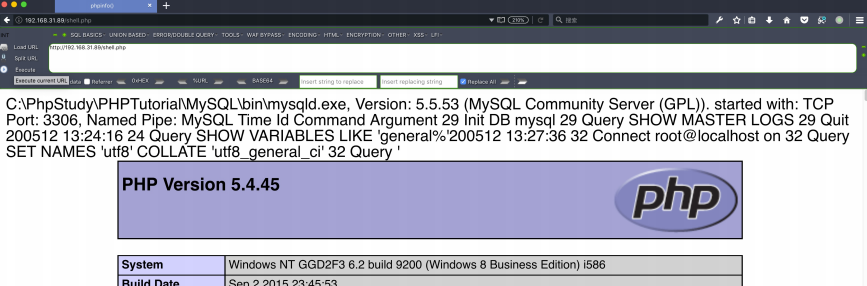 phpinfo()
192.168.31.89/shell.php
210%
搜索
INT
SQL BASICS
UNION BASED
ERROR/DOUBLE QUERY
TOOLS
WAF BYPASS
ENCODING
HTML
ENCRYPTION
OTHER
XSS
LFI
Load URL
http://192.168.31.89/shell.php
Split URL
Execute
Execute current URL data Referrer 0xHEX %URL BASE64 Insert string to replace Insert replacing string Replace All
C:\PhpStudy\PHPTutorial\MySQL\bin\mysqld.exe, Version: 5.5.53 (MySQL Community Server (GPL)). started with: TCP
Port: 3306, Named Pipe: MySQL Time Id Command Argument 29 Init DB mysql 29 Query SHOW MASTER LOGS 29 Quit
200512 13:24:16 24 Query SHOW VARIABLES LIKE 'general%'200512 13:27:36 32 Connect root@localhost on 32 Query
SET NAMES 'utf8' COLLATE 'utf8_general_ci' 32 Query '
PHP Version 5.4.45
php
System Windows NT GGD2F3 6.2 build 9200 (Windows 8 Business Edition) i586
Build Date Sep 2 2015 23:45:53